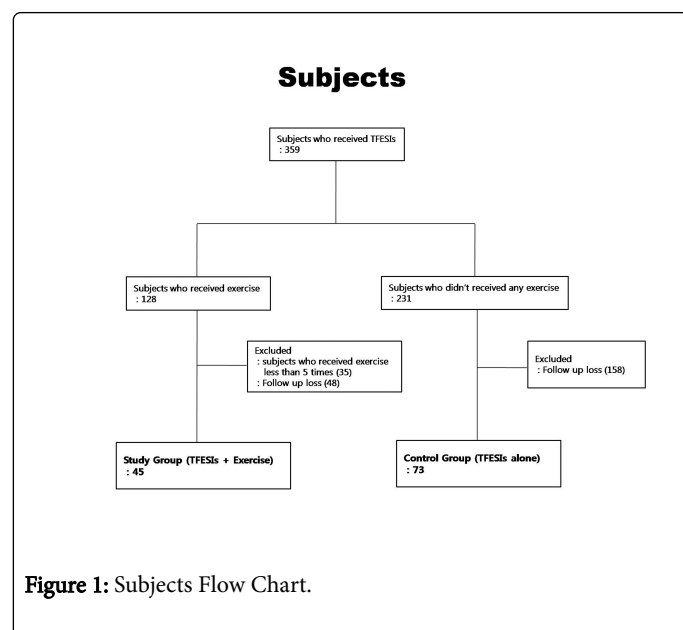 Subjects
Subjects who received TFESIs
: 359
Subjects who received exercise
: 128
Subjects who didn't received any exercise
: 231
Excluded
: subjects who received exercise
less than 5 times (35)
: Follow up loss (48)
Excluded
: Follow up loss (158)
Study Group (TFESIs + Exercise)
: 45
Control Group (TFESIs alone)
: 73
Figure 1: Subjects Flow Chart.